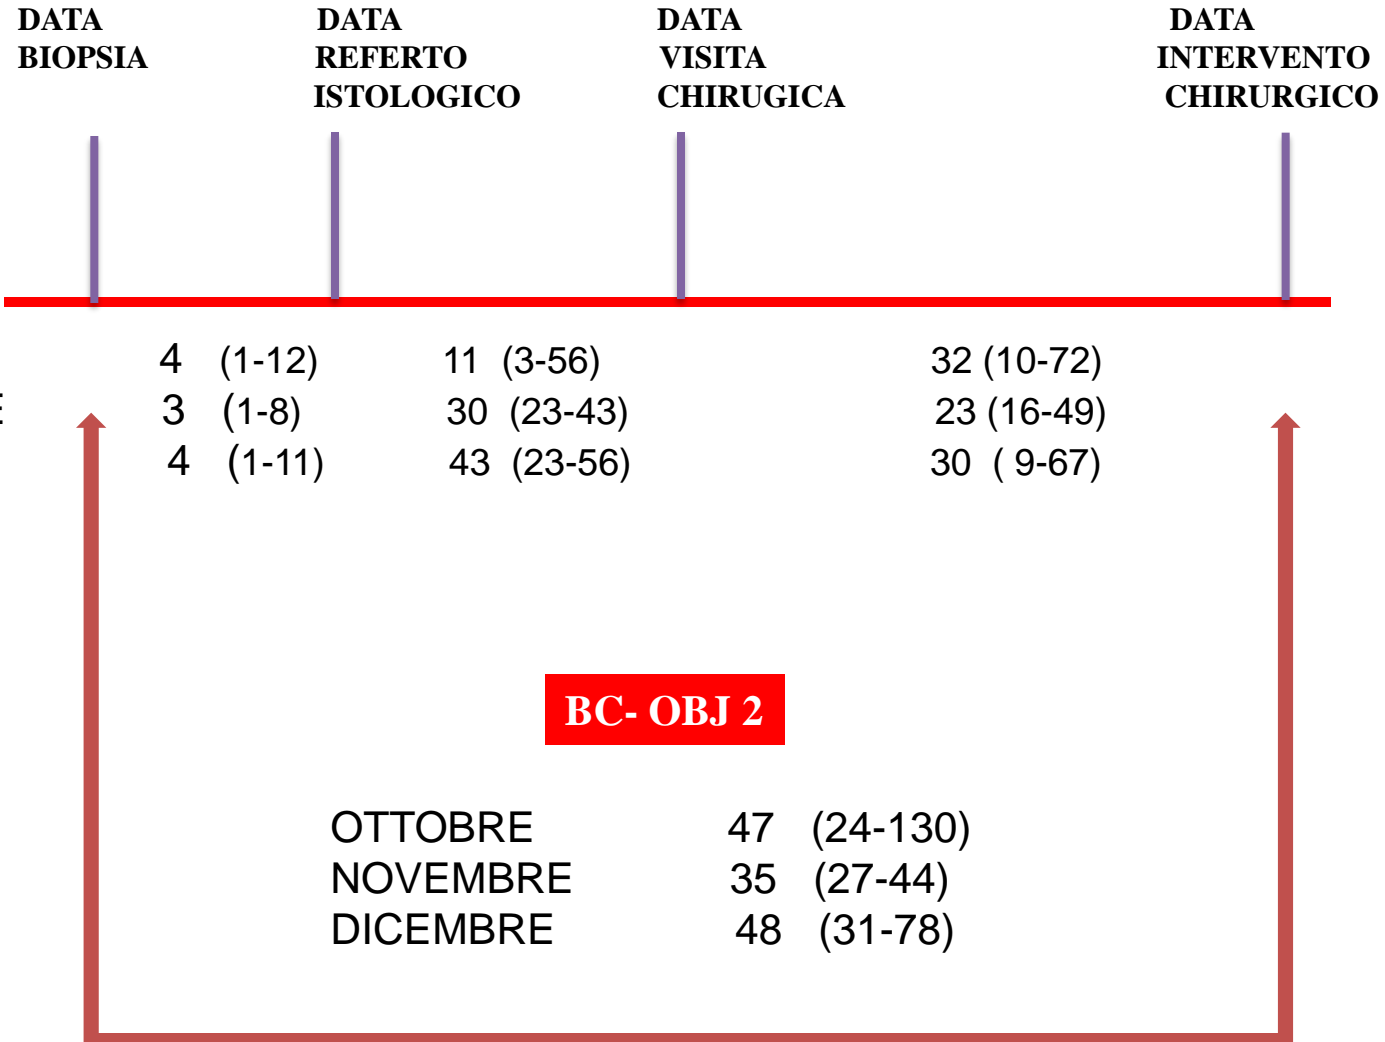 DATA DATA DATA DATA
BIOPSIA REFERTO VISITA INTERVENTO
ISTOLOGICO CHIRUGICA CHIRURGICO
4 (1-12) 11 (3-56) 32 (10-72)
E 3 (1-8) 30 (23-43) 23 (16-49)
4 (1-11) 43 (23-56) 30 ( 9-67)
BC- OBJ 2
OTTOBRE 47 (24-130)
NOVEMBRE 35 (27-44)
DICEMBRE 48 (31-78)